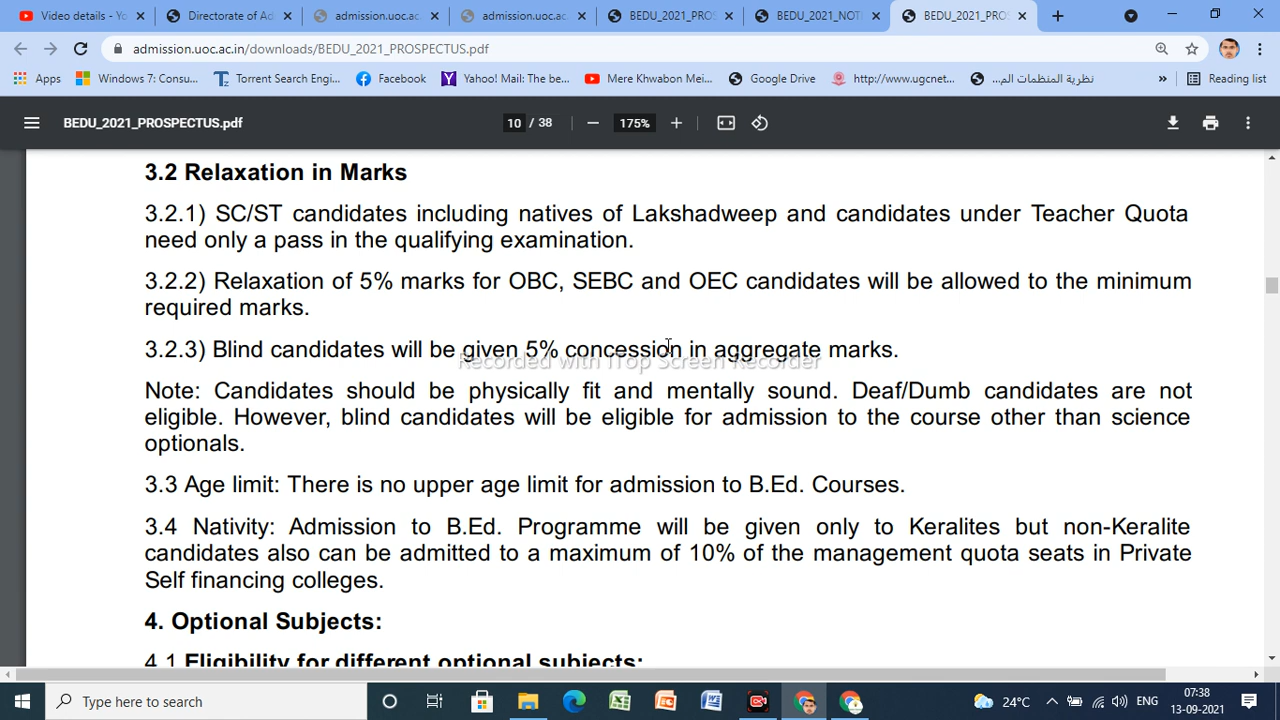 Video details - Yo
Directorate of Ad
admission.uoc.ac
admission.uoc.ac
BEDU_2021_PROS
BEDU_2021_NOTI
BEDU_2021_PROS
admission.uoc.ac.in/downloads/BEDU_2021_PROSPECTUS.pdf
Apps
Windows 7: Consu...
Torrent Search Engi...
Facebook
Yahoo! Mail: The be...
Mere Khwabon Mei...
Google Drive
http://www.ugcnet...
نظرية المنظمات الم...
»
Reading list
BEDU_2021_PROSPECTUS.pdf
10 / 38
175%
3.2 Relaxation in Marks
3.2.1) SC/ST candidates including natives of Lakshadweep and candidates under Teacher Quota
need only a pass in the qualifying examination.
3.2.2) Relaxation of 5% marks for OBC, SEBC and OEC candidates will be allowed to the minimum
required marks.
3.2.3) Blind candidates will be given 5% concession in aggregate marks.
Recorded with iTop Screen Recorder
Note: Candidates should be physically fit and mentally sound. Deaf/Dumb candidates are not
eligible. However, blind candidates will be eligible for admission to the course other than science
optionals.
3.3 Age limit: There is no upper age limit for admission to B.Ed. Courses.
3.4 Nativity: Admission to B.Ed. Programme will be given only to Keralites but non-Keralite
candidates also can be admitted to a maximum of 10% of the management quota seats in Private
Self financing colleges.
4. Optional Subjects:
4.1 Eligibility for different optional subjects:
Type here to search
24°C
ENG
07:38
13-09-2021